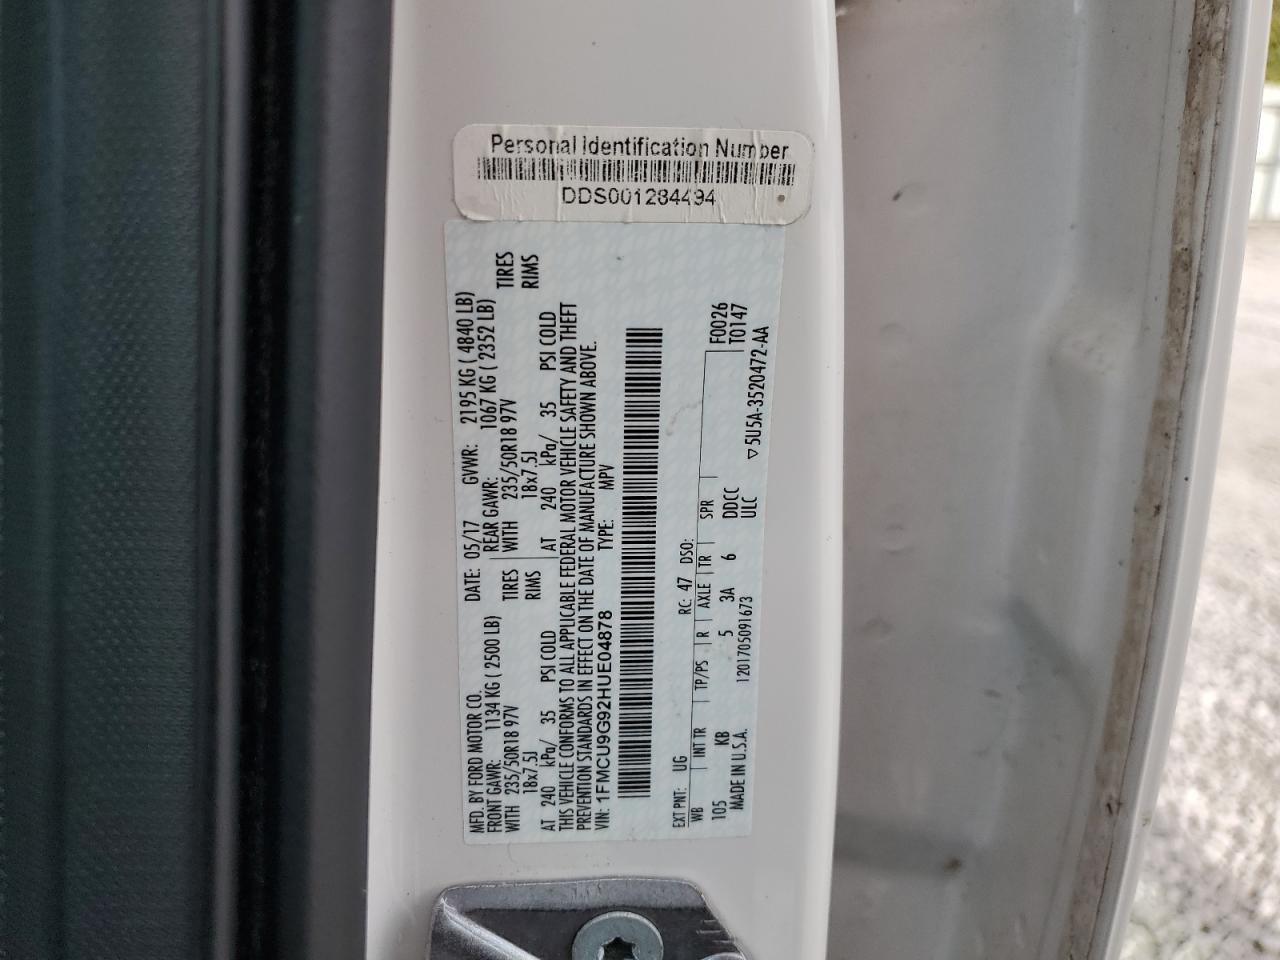 Personal Identification Number
DDS001284494
MFD. BY FORD MOTOR CO.
DATE: 05/17 GVWR: 2195 KG ( 4840 LB)
FRONT GAWR: 1134 KG ( 2500 LB)
REAR GAWR: 1067 KG ( 2352 LB)
WITH 235/50R18 97V TIRES
WITH 235/50R18 97V TIRES
18x7.5J RIMS
18x7.5J RIMS
AT 240 kPa/ 35 PSI COLD
AT 240 kPa/ 35 PSI COLD
THIS VEHICLE CONFORMS TO ALL APPLICABLE FEDERAL MOTOR VEHICLE SAFETY AND THEFT
PREVENTION STANDARDS IN EFFECT ON THE DATE OF MANUFACTURE SHOWN ABOVE.
VIN: 1FMCU9G92HUE04878 TYPE: MPV
EXT PNT: UG RC: 47 DSO:
WB INT TR TP/PS R AXLE TR SPR F0026
105 KB 5 3A 6 DDCC T0147
ULC
MADE IN U.S.A. 1201705091673 ▽5U5A-3520472-AA